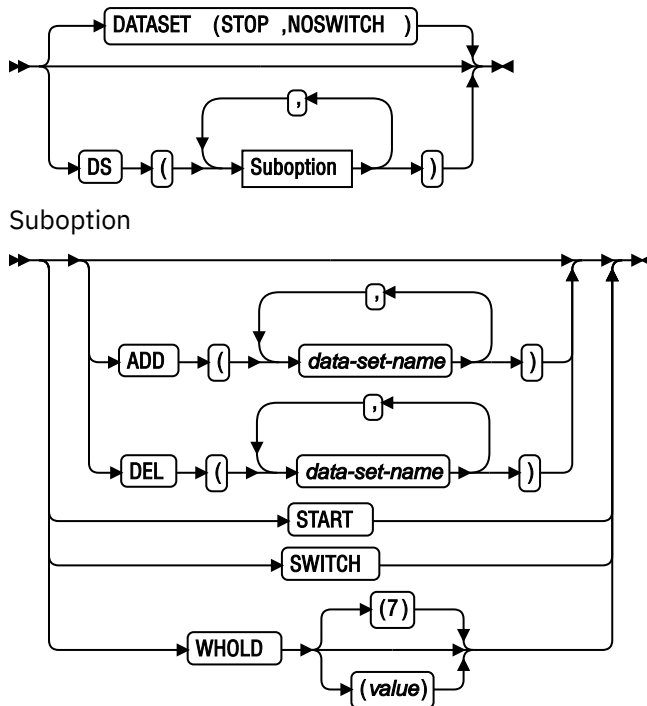 DATASET (STOP ,NOSWITCH )
,
DS ( Suboption )
Suboption
,
ADD ( data-set-name )
,
DEL ( data-set-name )
START
SWITCH
(7)
WHOLD
(value)